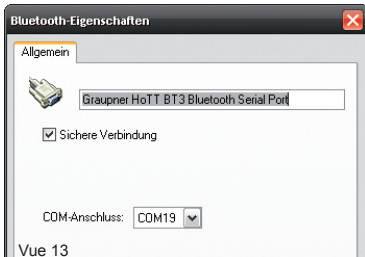 Bluetooth-Eigenschaften
Allgemein
Graupner HoTT BT3 Bluetooth Serial Port
Sichere Verbindung
COM-Anschluss: COM19
Vue 13